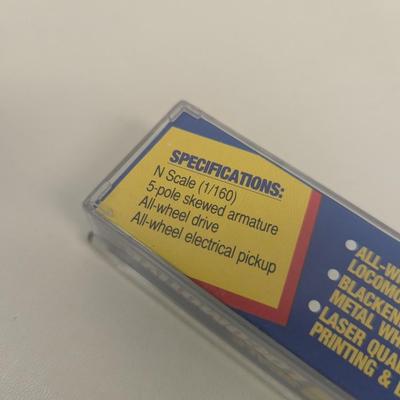 SPECIFICATIONS:
N Scale (1/160)
5-pole skewed armature
All-wheel drive
All-wheel electrical pickup
ALL-W
LOCOMO
BLACKEN
METAL WH
LASER QUAL
PRINTING &